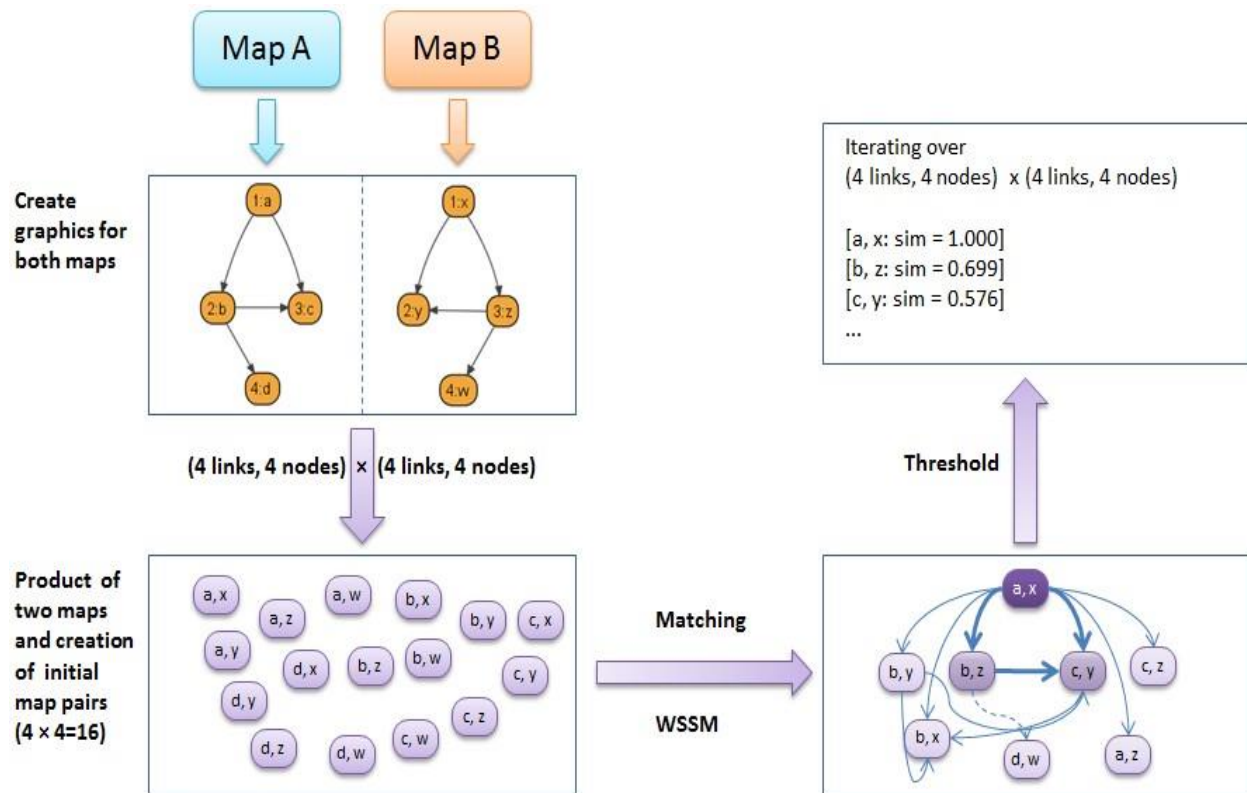 Map A
Map B
Create
graphics for
both maps
1:a
2:b
3:c
4:d
1:x
2:y
3:z
4:w
(4 links, 4 nodes) × (4 links, 4 nodes)
Product of
two maps
and creation
of initial
map pairs
(4 × 4=16)
a, x
a, z
a, w
b, x
b, y
c, x
a, y
d, x
b, z
b, w
c, y
d, y
c, z
d, z
d, w
c, w
Matching
WSSM
a, x
b, y
b, z
c, y
c, z
b, x
d, w
a, z
Threshold
Iterating over
(4 links, 4 nodes) x (4 links, 4 nodes)
[a, x: sim = 1.000]
[b, z: sim = 0.699]
[c, y: sim = 0.576]
...